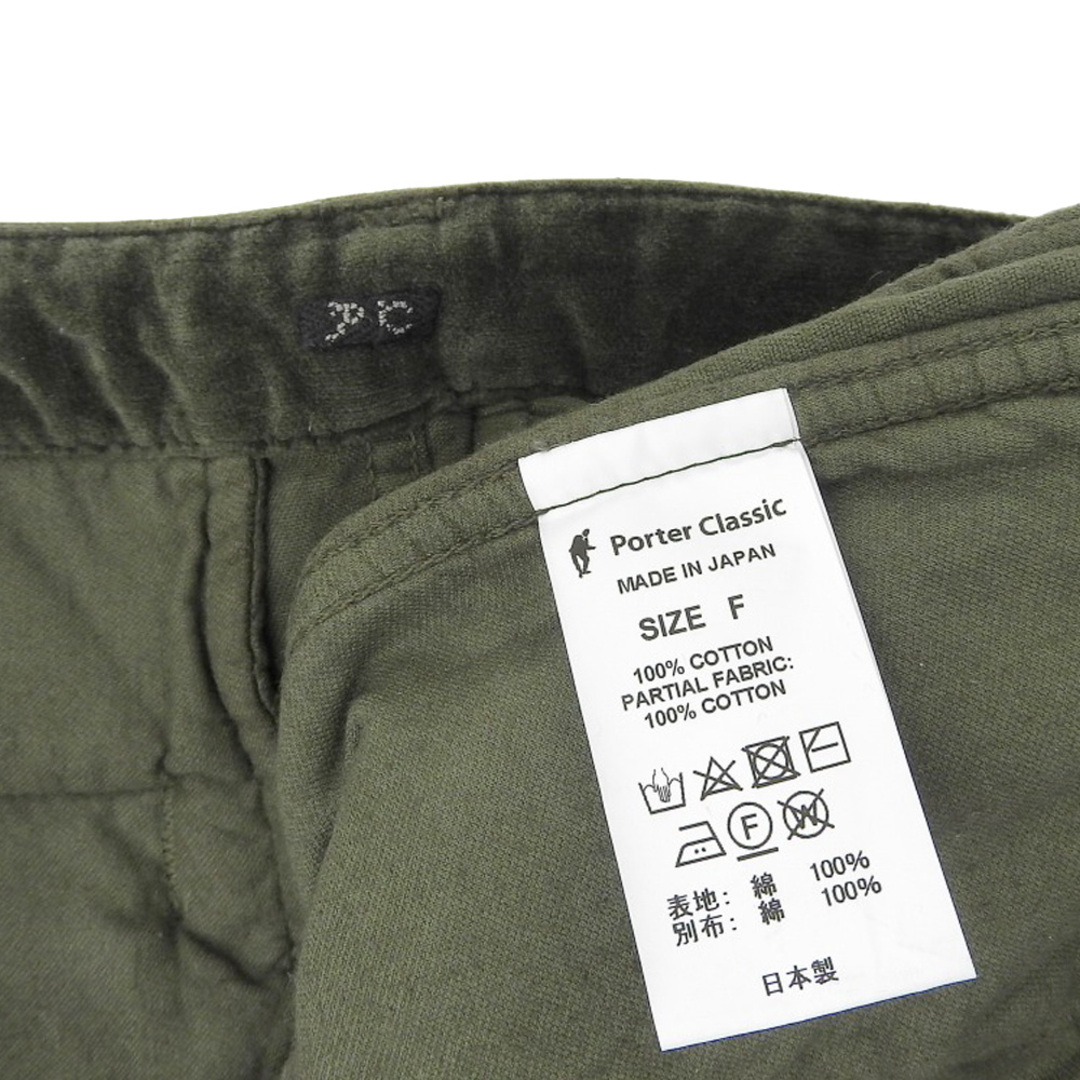 PC
Porter Classic
MADE IN JAPAN
SIZE F
100% COTTON
PARTIAL FABRIC:
100% COTTON
F
W
表地: 綿 100%
別布: 綿 100%
日本製